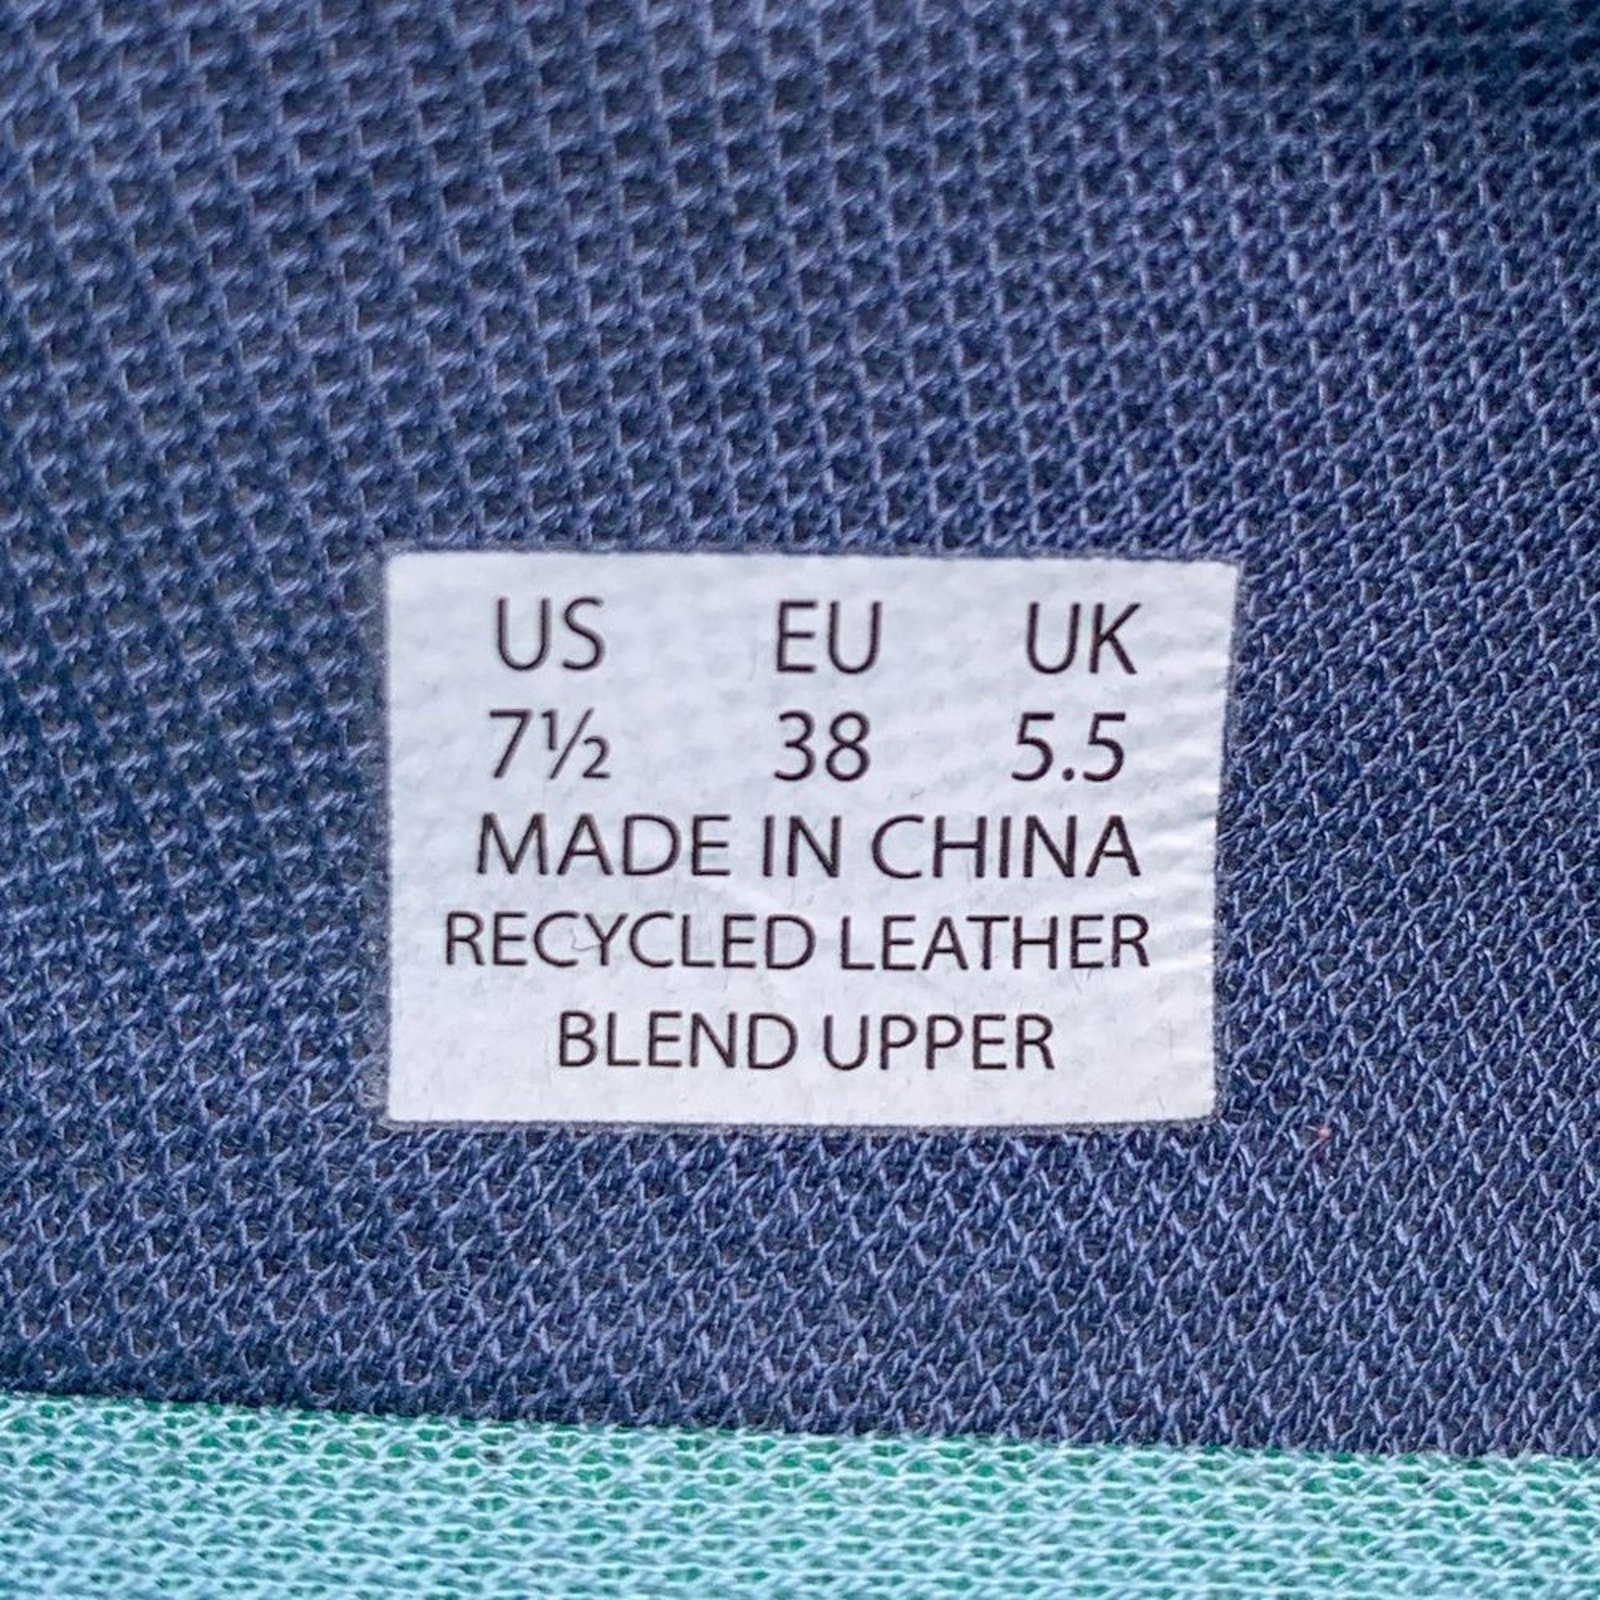 US EU UK
7½ 38 5.5
MADE IN CHINA
RECYCLED LEATHER
BLEND UPPER